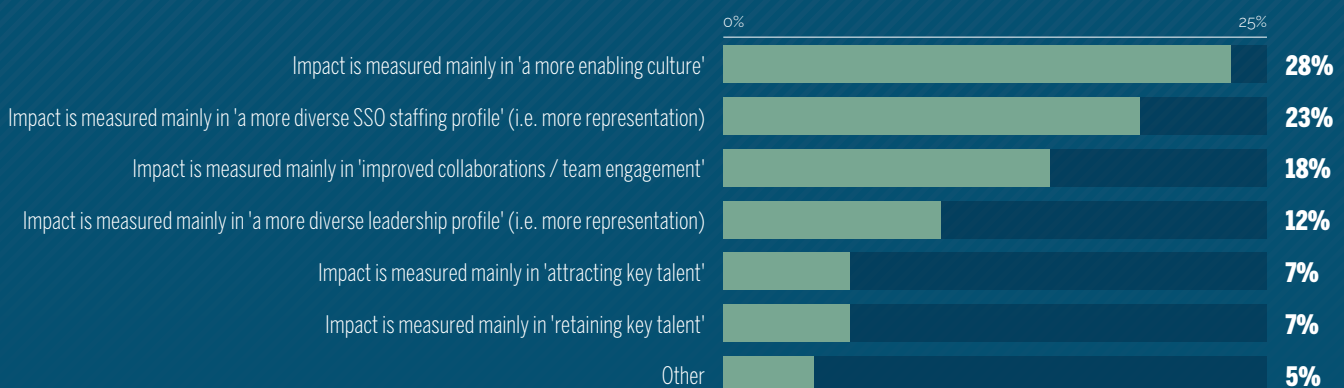 0% 25%
Impact is measured mainly in 'a more enabling culture' 28%
Impact is measured mainly in 'a more diverse SSO staffing profile' (i.e. more representation) 23%
Impact is measured mainly in 'improved collaborations / team engagement' 18%
Impact is measured mainly in 'a more diverse leadership profile' (i.e. more representation) 12%
Impact is measured mainly in 'attracting key talent' 7%
Impact is measured mainly in 'retaining key talent' 7%
Other 5%